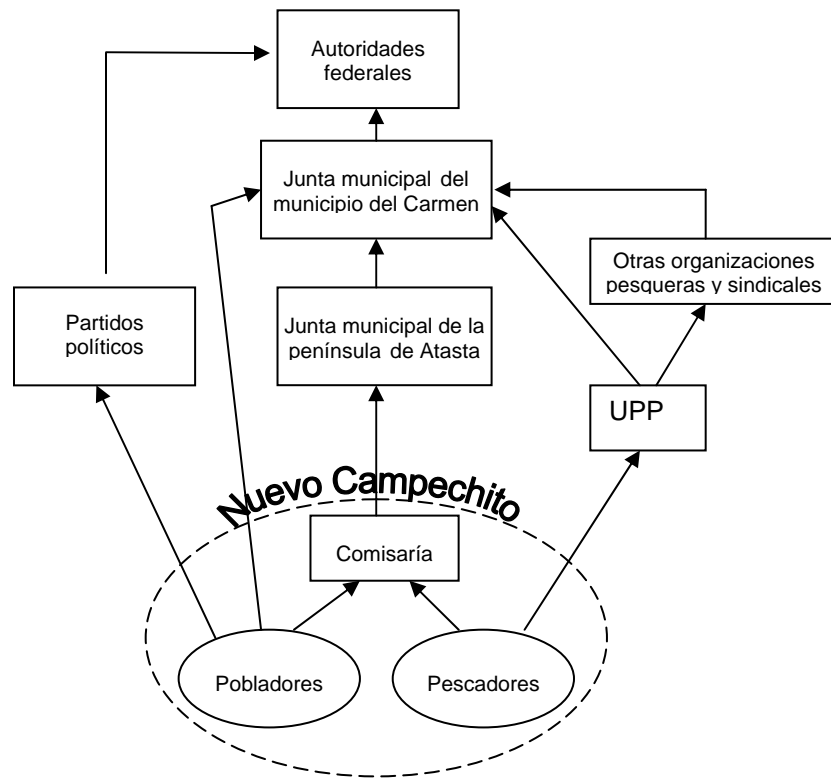 Autoridades
federales
Junta municipal del
municipio del Carmen
Otras organizaciones
pesqueras y sindicales
Partidos
políticos
Junta municipal de la
península de Atasta
UPP
Nuevo Campechito
Comisaría
Pobladores
Pescadores